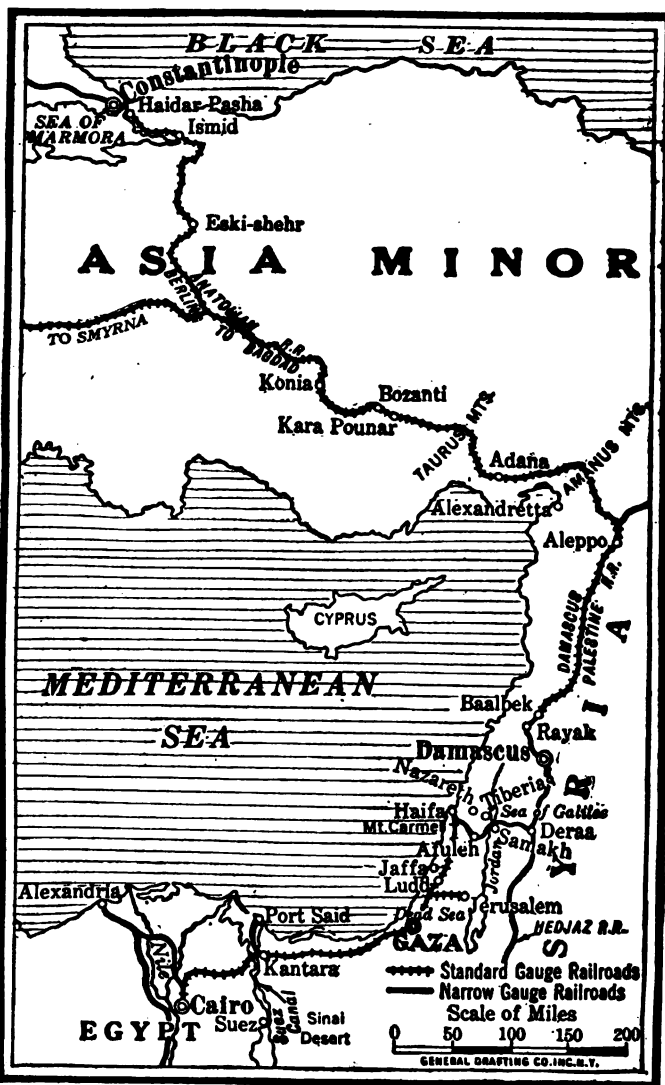 BLACK SEA
Constantinople
Haidar Pasha
SEA OF
MARMORA
Ismid
Eski-shehr
ASIA MINOR
ANATOLIAN R.R.
BERLIN TO BAGDAD
TO SMYRNA
Konia
Bozanti
Kara Pounar
TAURUS MTS.
Adana
AMANUS MTS.
Alexandretta
Aleppo
CYPRUS
DAMASCUS
PALESTINE R.R.
SYRIA
MEDITERRANEAN
SEA
Baalbek
Rayak
Damascus
Nazareth
Tiberias
Haifa
Sea of Galilee
Mt. Carmel
Deraa
Afuleh
Samakh
Jaffa
Jordan
Ludd
Alexandria
Dead Sea
Jerusalem
Port Said
HEDJAZ R.R.
GAZA
Nile
Kantara
Standard Gauge Railroads
Narrow Gauge Railroads
Cairo
Scale of Miles
EGYPT
Suez
Suez
Canal
Sinai
Desert
0 50 100 150 200
GENERAL DRAFTING CO.INC.N.Y.